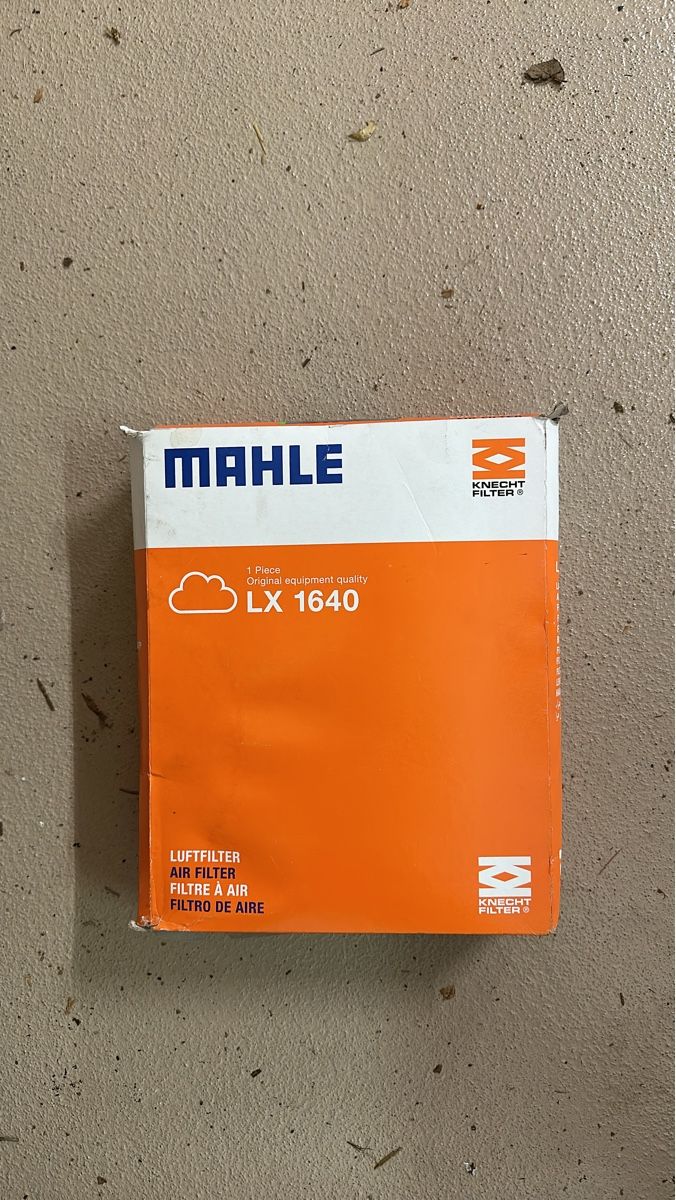 MAHLE
KNECHT
FILTER®
1 Piece
Original equipment quality
LX 1640
LUFTFILTER
AIR FILTER
FILTRE À AIR
FILTRO DE AIRE
KNECHT
FILTER®